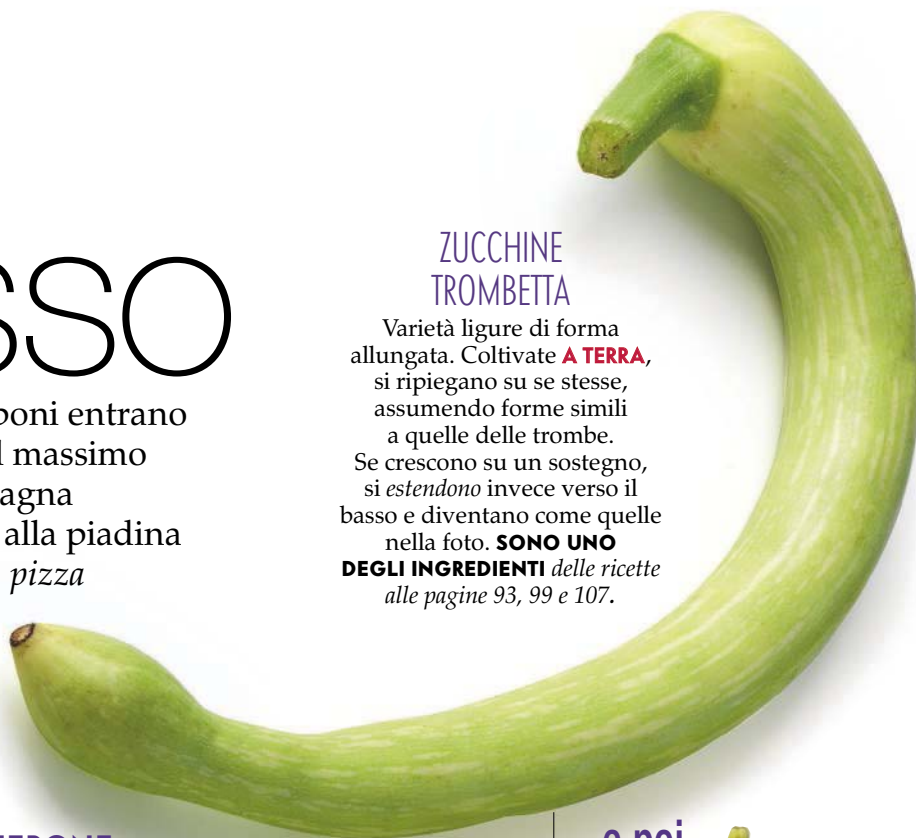 SSO
poni entrano
l massimo
agna
alla piadina
pizza
ZUCCHINE
TROMBETTA
Varietà ligure di forma
allungata. Coltivate A TERRA,
si ripiegano su se stesse,
assumendo forme simili
a quelle delle trombe.
Se crescono su un sostegno,
si estendono invece verso il
basso e diventano come quelle
nella foto. SONO UNO
DEGLI INGREDIENTI delle ricette
alle pagine 93, 99 e 107.
e poi